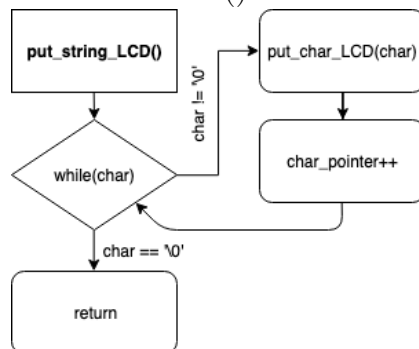 ()
put_string_LCD()
put_char_LCD(char)
char != '\0'
while(char)
char_pointer++
char == '\0'
return